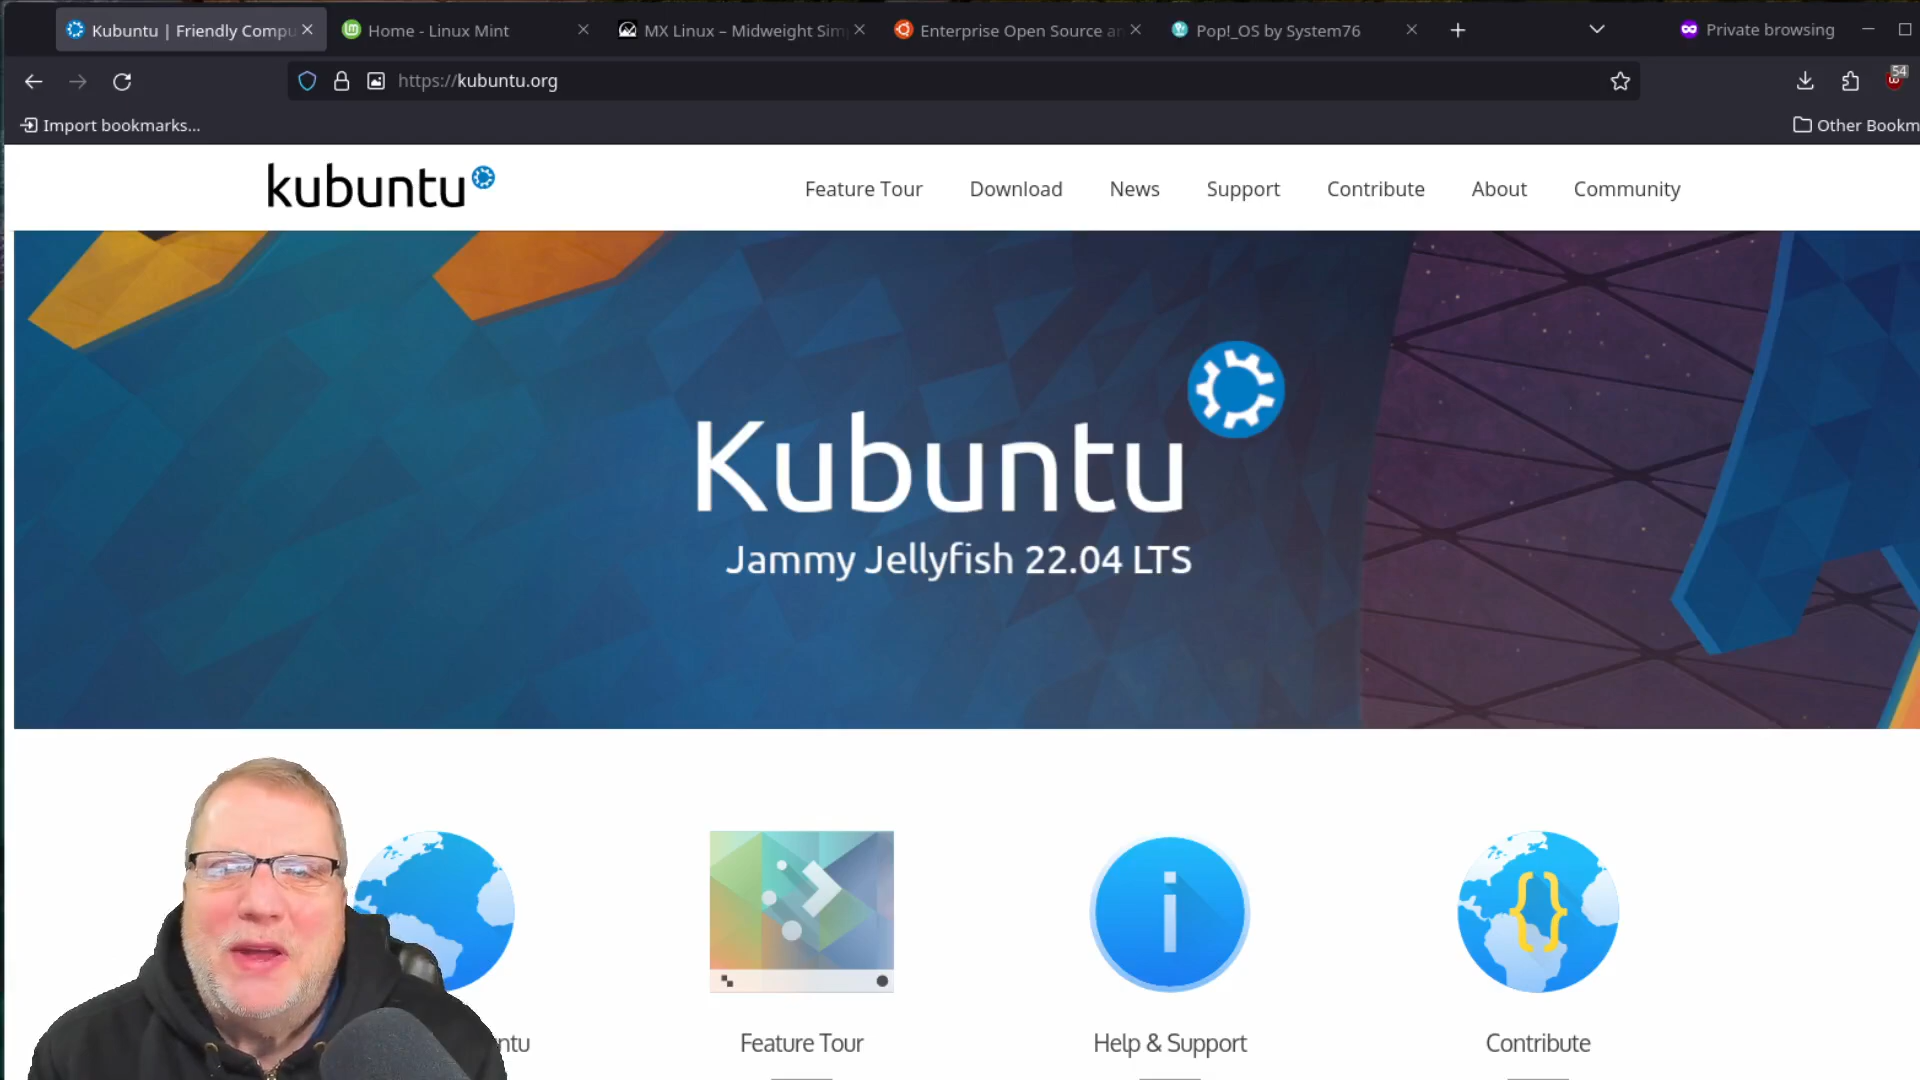 Kubuntu | Friendly Compu
Home - Linux Mint
MX Linux – Midweight Sim
Enterprise Open Source an
Pop!_OS by System76
Private browsing
https://kubuntu.org
54
Import bookmarks...
Other Bookm
kubuntu
Feature Tour
Download
News
Support
Contribute
About
Community
Kubuntu
Jammy Jellyfish 22.04 LTS
ntu
Feature Tour
Help & Support
Contribute